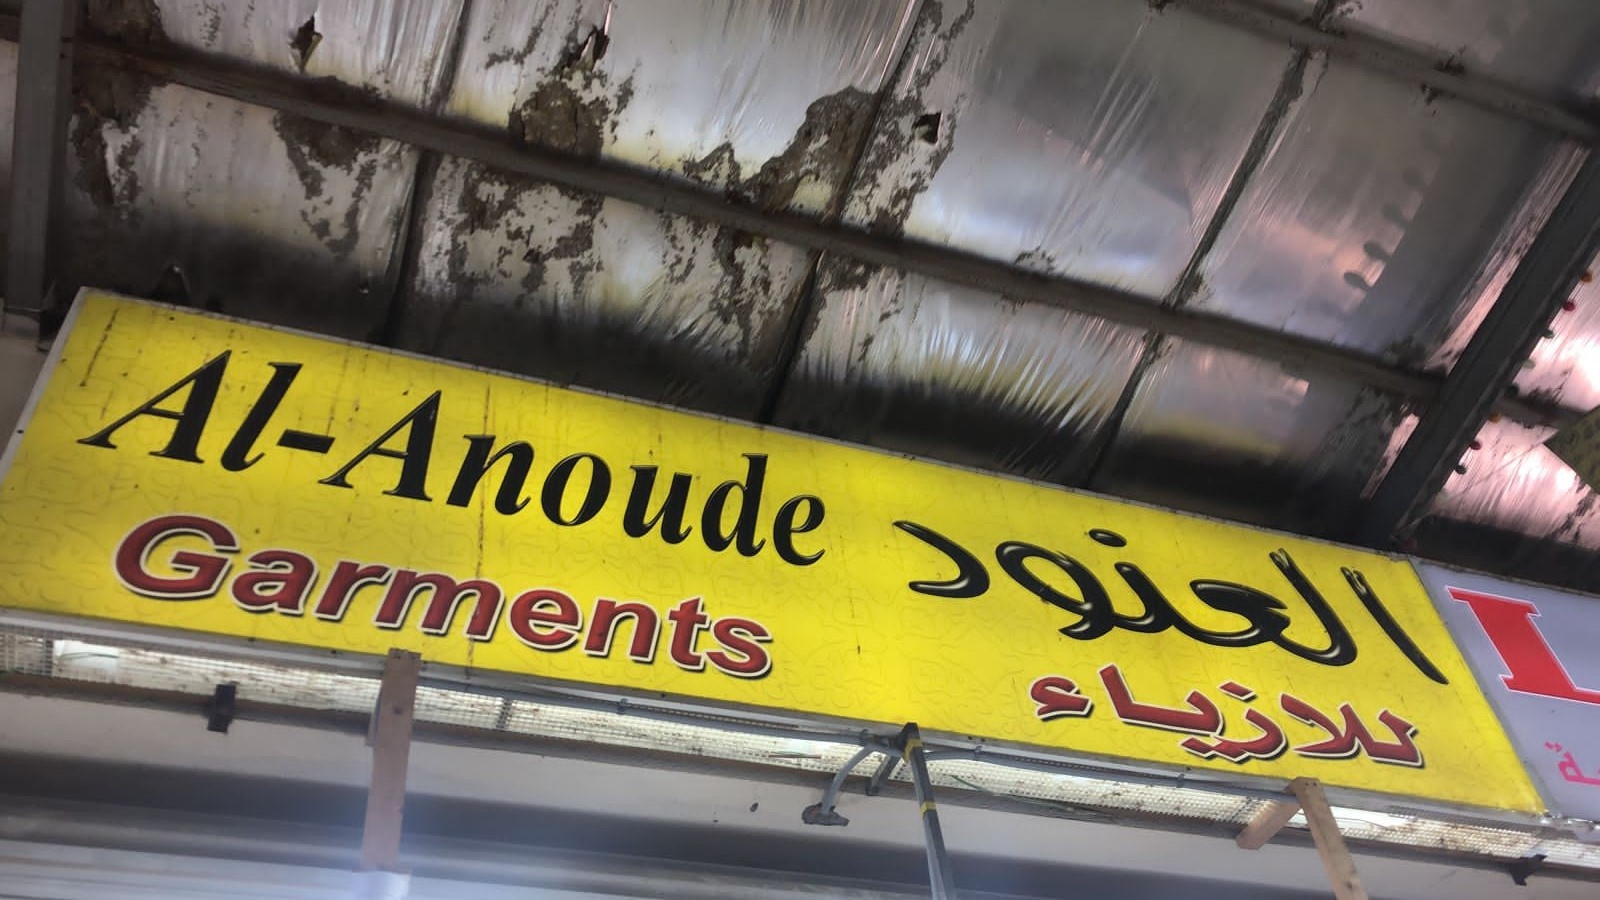 Al-Anoude
Garments
العنود
للازياء
L